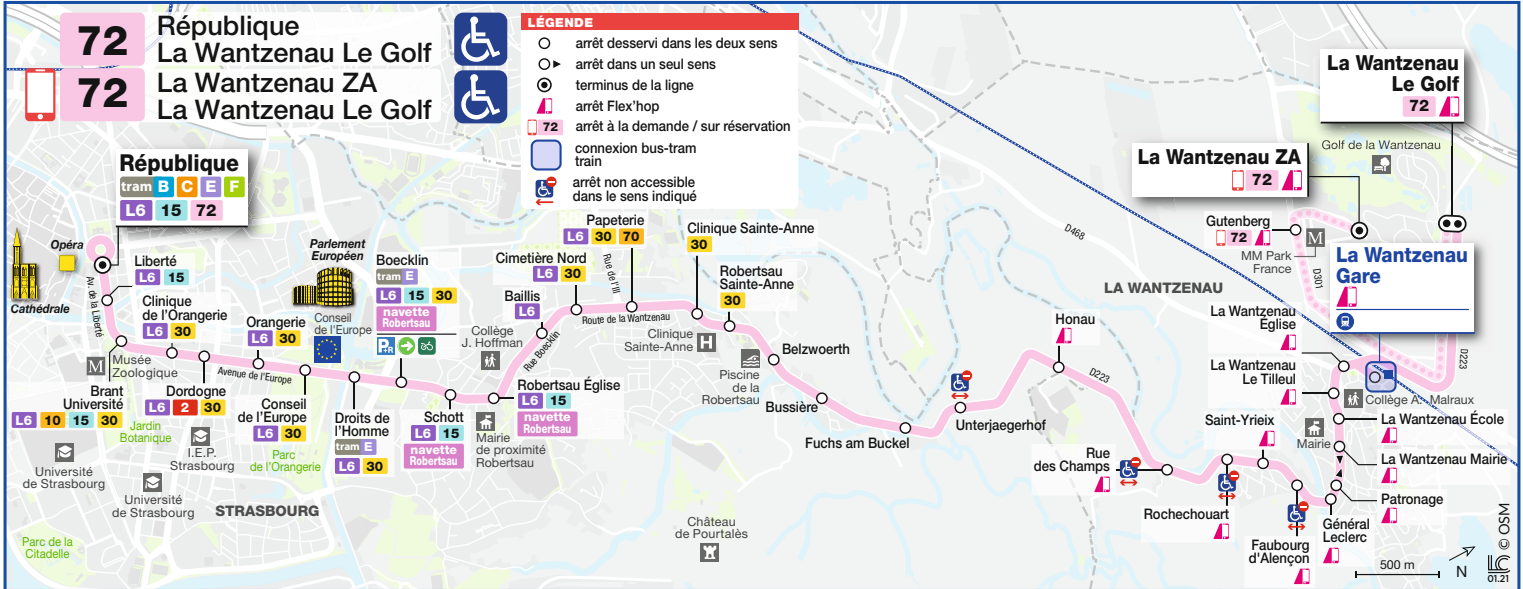 72
République
La Wantzenau Le Golf
72
La Wantzenau ZA
La Wantzenau Le Golf
LÉGENDE
arrêt desservi dans les deux sens
arrêt dans un seul sens
terminus de la ligne
arrêt Flex'hop
72 arrêt à la demande / sur réservation
connexion bus-tram
train
arrêt non accessible
dans le sens indiqué
République
tram B C E F
L6 15 72
Opéra
Cathédrale
Av. de la Liberté
Liberté
L6 15
Clinique
de l'Orangerie
L6 30
Musée
Zoologique
Brant
Université
L6 10 15 30
Université
de Strasbourg
Jardin
Botanique
Dordogne
L6 2 30
I.E.P.
Strasbourg
Université
de Strasbourg
STRASBOURG
Parc de la
Citadelle
Orangerie
L6 30
Avenue de l'Europe
Parlement
Européen
Conseil
de l'Europe
Conseil
de l'Europe
L6 30
Parc
de l'Orangerie
Droits de
l'Homme
tram E
L6 30
Boecklin
tram E
L6 15 30
navette
Robertsau
P+R
Schott
L6 15
navette
Robertsau
Collège
J. Hoffman
Mairie
de proximité
Robertsau
Robertsau Église
L6 15
navette
Robertsau
Rue Boecklin
Baillis
L6
Cimetière Nord
L6 30
Papeterie
L6 30 70
Rue de l'Ill
Route de la Wantzenau
Clinique Sainte-Anne
30
Clinique
Sainte-Anne
H
Robertsau
Sainte-Anne
30
Piscine
de la
Robertsau
Belzwoerth
Bussière
Fuchs am Buckel
Château
de Pourtalès
Unterjaegerhof
Honau
D468
D223
LA WANTZENAU
Rue
des Champs
Rochechouart
Saint-Yrieix
Faubourg
d'Alençon
Général
Leclerc
Patronage
La Wantzenau Mairie
Mairie
La Wantzenau École
Collège A. Malraux
La Wantzenau
Le Tilleul
La Wantzenau
Église
La Wantzenau
Gare
D301
D223
MM Park
France
Gutenberg
72
La Wantzenau ZA
72
Golf de la Wantzenau
La Wantzenau
Le Golf
72
500 m
N
LC © OSM
01.21